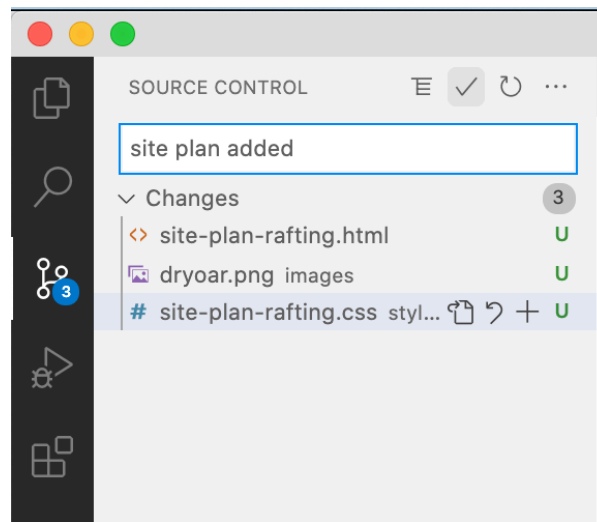 SOURCE CONTROL
site plan added
Changes 3
site-plan-rafting.html U
dryoar.png images U
3
# site-plan-rafting.css styl... U